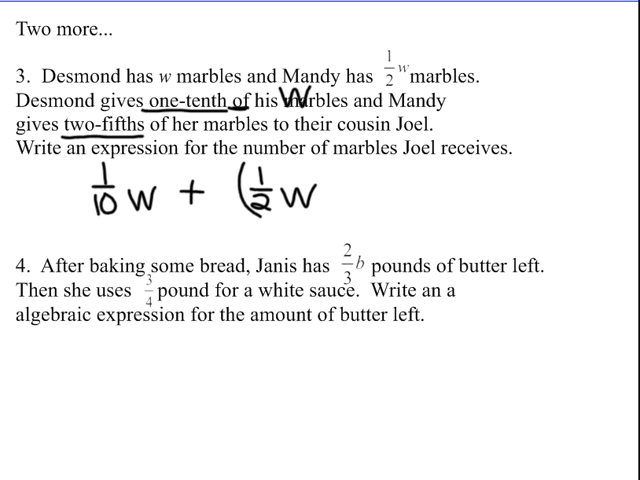 Two more...
3. Desmond has w marbles and Mandy has 1/2 w marbles.
Desmond gives one-tenth of his W marbles and Mandy
gives two-fifths of her marbles to their cousin Joel.
Write an expression for the number of marbles Joel receives.
1/10 W + (1/2 W
4. After baking some bread, Janis has 2/3 b pounds of butter left.
Then she uses 3/4 pound for a white sauce. Write an a
algebraic expression for the amount of butter left.